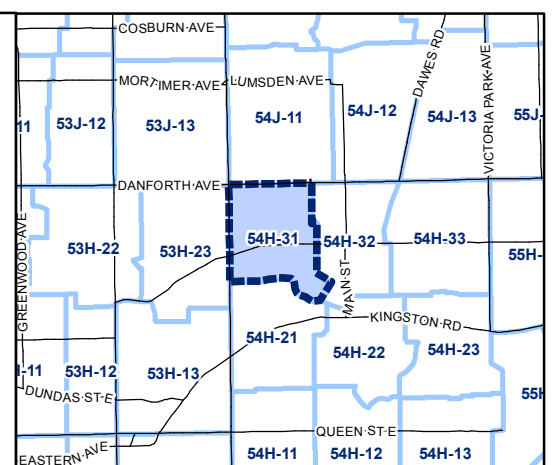 COSBURN AVE
MORTIMER AVE
LUMSDEN AVE
DAWES RD
VICTORIA PARK AVE
11
53J-12
53J-13
54J-11
54J-12
54J-13
55J-
DANFORTH AVE
GREENWOOD AVE
53H-22
53H-23
54H-31
54H-32
54H-33
55H-
MAIN ST
KINGSTON RD
54H-21
54H-22
54H-23
-11
53H-12
53H-13
55H
DUNDAS ST E
QUEEN ST E
EASTERN AVE
54H-11
54H-12
54H-13